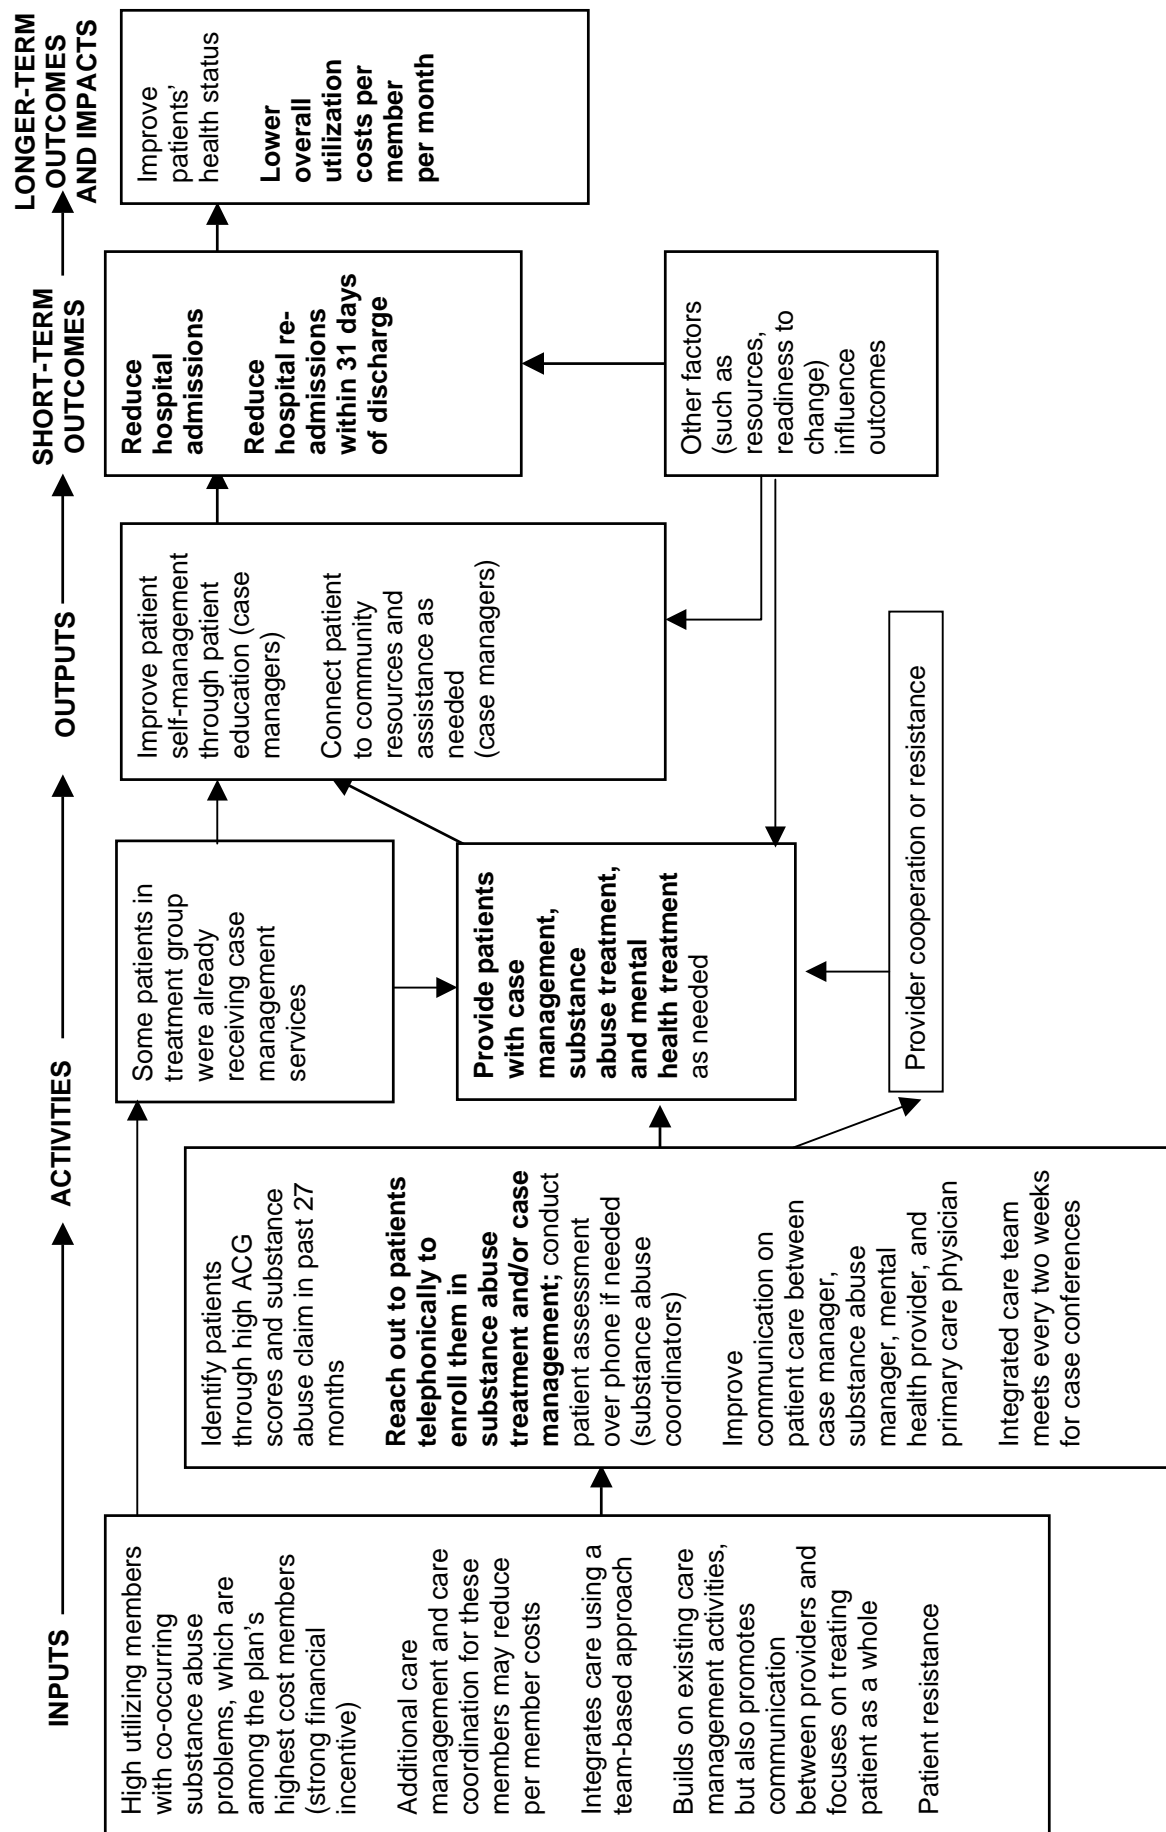 INPUTS
ACTIVITIES
OUTPUTS
SHORT-TERM
OUTCOMES
LONGER-TERM
OUTCOMES
AND IMPACTS
High utilizing members
with co-occurring
substance abuse
problems, which are
among the plan’s
highest cost members
(strong financial
incentive)
Additional care
management and care
coordination for these
members may reduce
per member costs
Integrates care using a
team-based approach
Builds on existing care
management activities,
but also promotes
communication
between providers and
focuses on treating
patient as a whole
Patient resistance
Identify patients
through high ACG
scores and substance
abuse claim in past 27
months
Reach out to patients
telephonically to
enroll them in
substance abuse
treatment and/or case
management; conduct
patient assessment
over phone if needed
(substance abuse
coordinators)
Improve
communication on
patient care between
case manager,
substance abuse
manager, mental
health provider, and
primary care physician
Integrated care team
meets every two weeks
for case conferences
Some patients in
treatment group
were already
receiving case
management
services
Provide patients
with case
management,
substance
abuse treatment,
and mental
health treatment
as needed
Provider cooperation or resistance
Improve patient
self-management
through patient
education (case
managers)
Connect patient
to community
resources and
assistance as
needed
(case managers)
Reduce
hospital
admissions
Reduce
hospital re-
admissions
within 31 days
of discharge
Other factors
(such as
resources,
readiness to
change)
influence
outcomes
Improve
patients’
health status
Lower
overall
utilization
costs per
member
per month